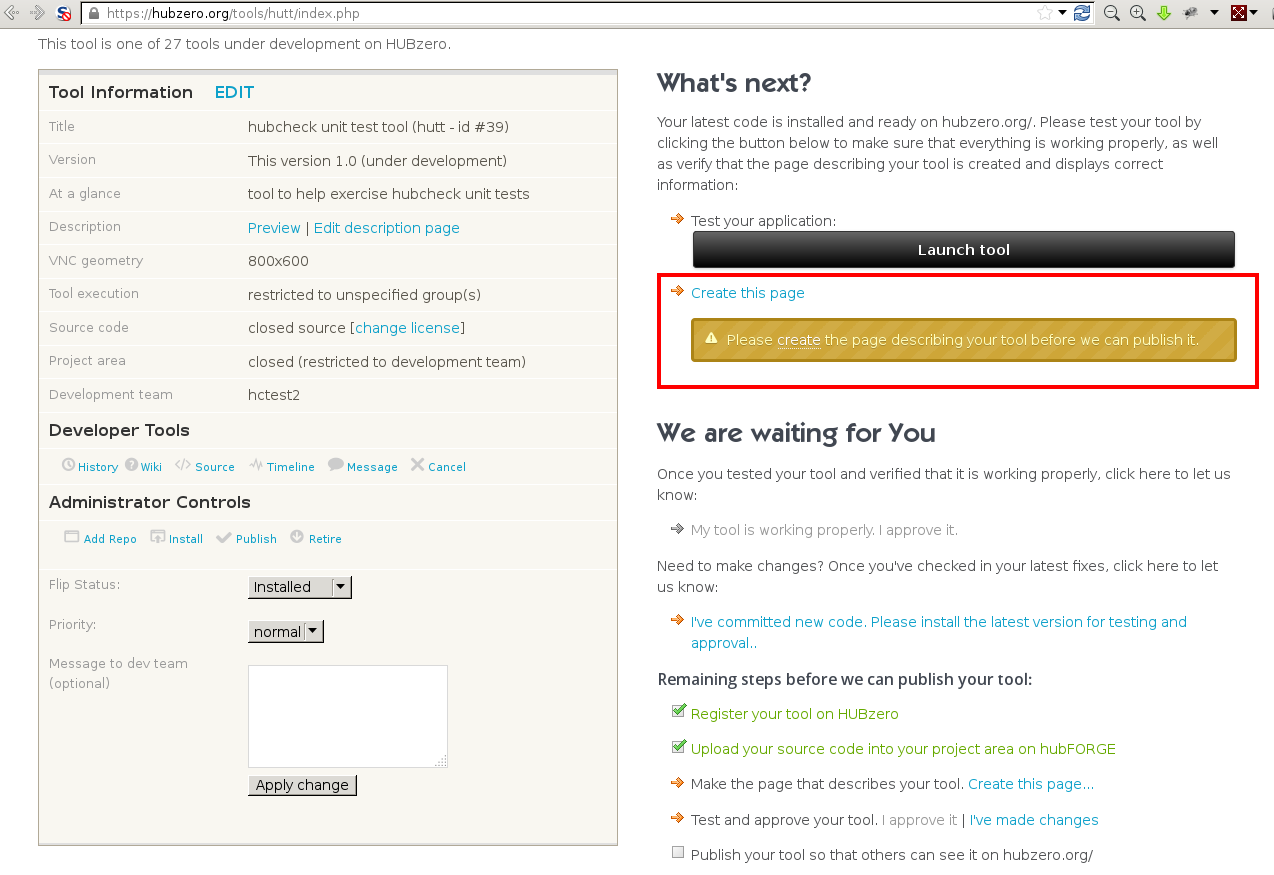 https://hubzero.org/tools/hutt/index.php
This tool is one of 27 tools under development on HUBzero.
Tool Information EDIT
Title hubcheck unit test tool (hutt - id #39)
Version This version 1.0 (under development)
At a glance tool to help exercise hubcheck unit tests
Description Preview | Edit description page
VNC geometry 800x600
Tool execution restricted to unspecified group(s)
Source code closed source [change license]
Project area closed (restricted to development team)
Development team hctest2
Developer Tools
History Wiki Source Timeline Message Cancel
Administrator Controls
Add Repo Install Publish Retire
Flip Status: Installed
Priority: normal
Message to dev team
(optional)
Apply change
What's next?
Your latest code is installed and ready on hubzero.org/. Please test your tool by
clicking the button below to make sure that everything is working properly, as well
as verify that the page describing your tool is created and displays correct
information:
Test your application:
Launch tool
Create this page
Please create the page describing your tool before we can publish it.
We are waiting for You
Once you tested your tool and verified that it is working properly, click here to let us
know:
My tool is working properly. I approve it.
Need to make changes? Once you've checked in your latest fixes, click here to let
us know:
I've committed new code. Please install the latest version for testing and
approval..
Remaining steps before we can publish your tool:
Register your tool on HUBzero
Upload your source code into your project area on hubFORGE
Make the page that describes your tool. Create this page...
Test and approve your tool. I approve it | I've made changes
Publish your tool so that others can see it on hubzero.org/